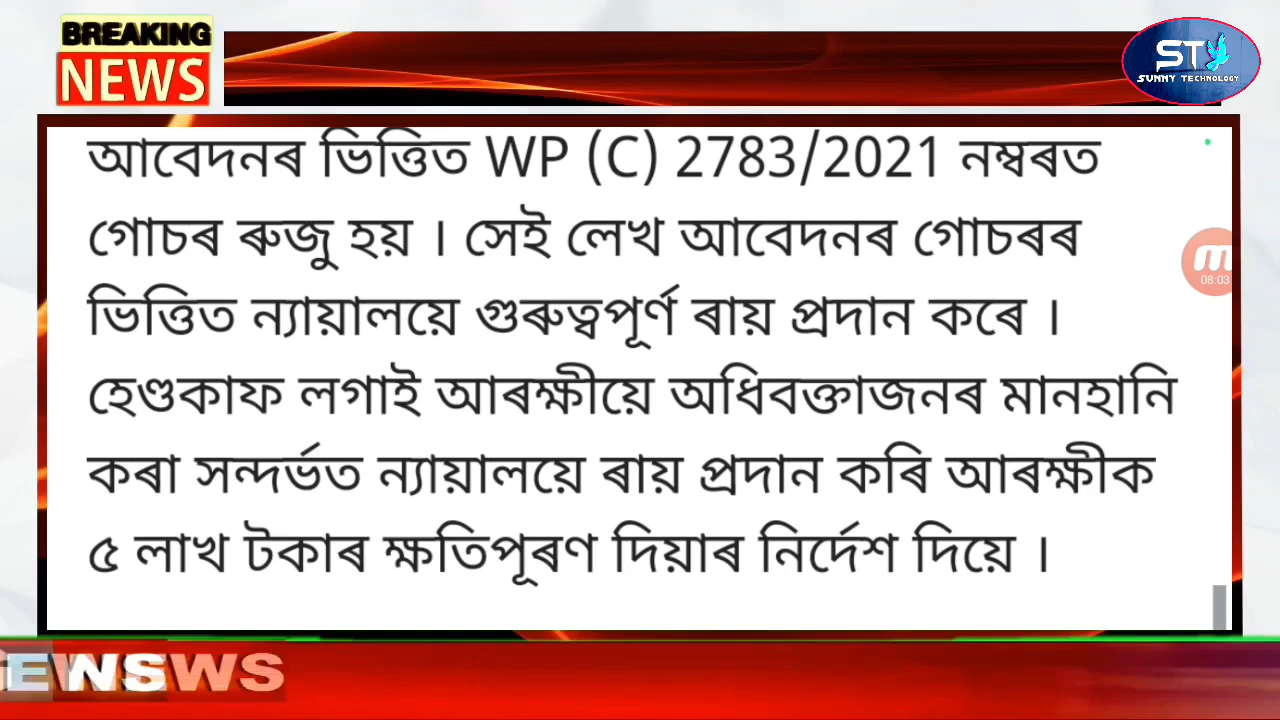 BREAKING
NEWS
ST
SUNNY TECHNOLOGY
আবেদনৰ ভিত্তিত WP (C) 2783/2021 নম্বৰত
গোচৰ ৰুজু হয় । সেই লেখ আবেদনৰ গোচৰৰ
ভিত্তিত ন্যায়ালয়ে গুৰুত্বপূৰ্ণ ৰায় প্ৰদান কৰে ।
হেণ্ডকাফ লগাই আৰক্ষীয়ে অধিবক্তাজনৰ মানহানি
কৰা সন্দৰ্ভত ন্যায়ালয়ে ৰায় প্ৰদান কৰি আৰক্ষীক
৫ লাখ টকাৰ ক্ষতিপূৰণ দিয়াৰ নিৰ্দেশ দিয়ে ।
08:03